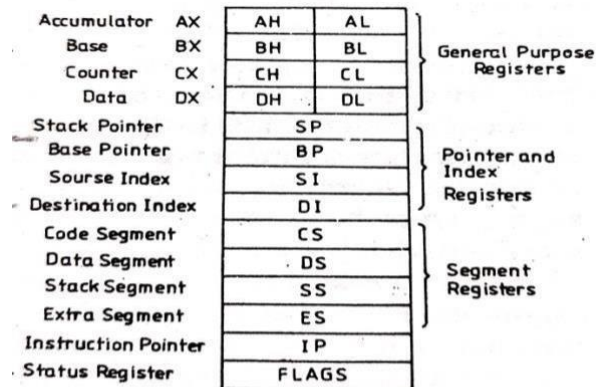 Accumulator AX AH AL
Base BX BH BL
Counter CX CH CL
Data DX DH DL
General Purpose
Registers
Stack Pointer SP
Base Pointer BP
Sourse Index SI
Destination Index DI
Pointer and
Index
Registers
Code Segment CS
Data Segment DS
Stack Segment SS
Extra Segment ES
Segment
Registers
Instruction Pointer IP
Status Register FLAGS